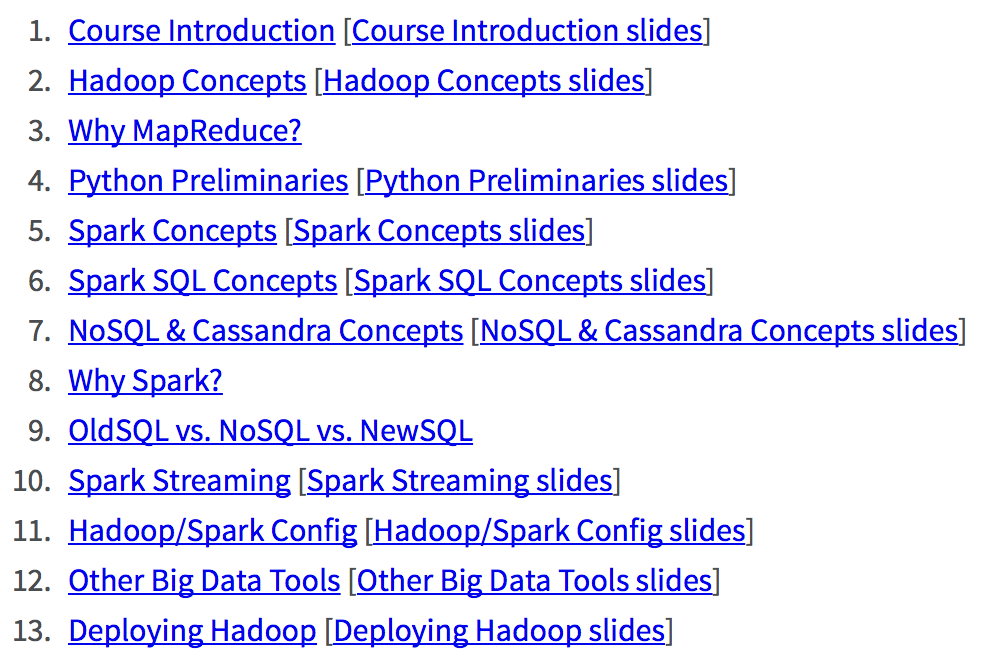 1. Course Introduction [Course Introduction slides]
2. Hadoop Concepts [Hadoop Concepts slides]
3. Why MapReduce?
4. Python Preliminaries [Python Preliminaries slides]
5. Spark Concepts [Spark Concepts slides]
6. Spark SQL Concepts [Spark SQL Concepts slides]
7. NoSQL & Cassandra Concepts [NoSQL & Cassandra Concepts slides]
8. Why Spark?
9. OldSQL vs. NoSQL vs. NewSQL
10. Spark Streaming [Spark Streaming slides]
11. Hadoop/Spark Config [Hadoop/Spark Config slides]
12. Other Big Data Tools [Other Big Data Tools slides]
13. Deploying Hadoop [Deploying Hadoop slides]